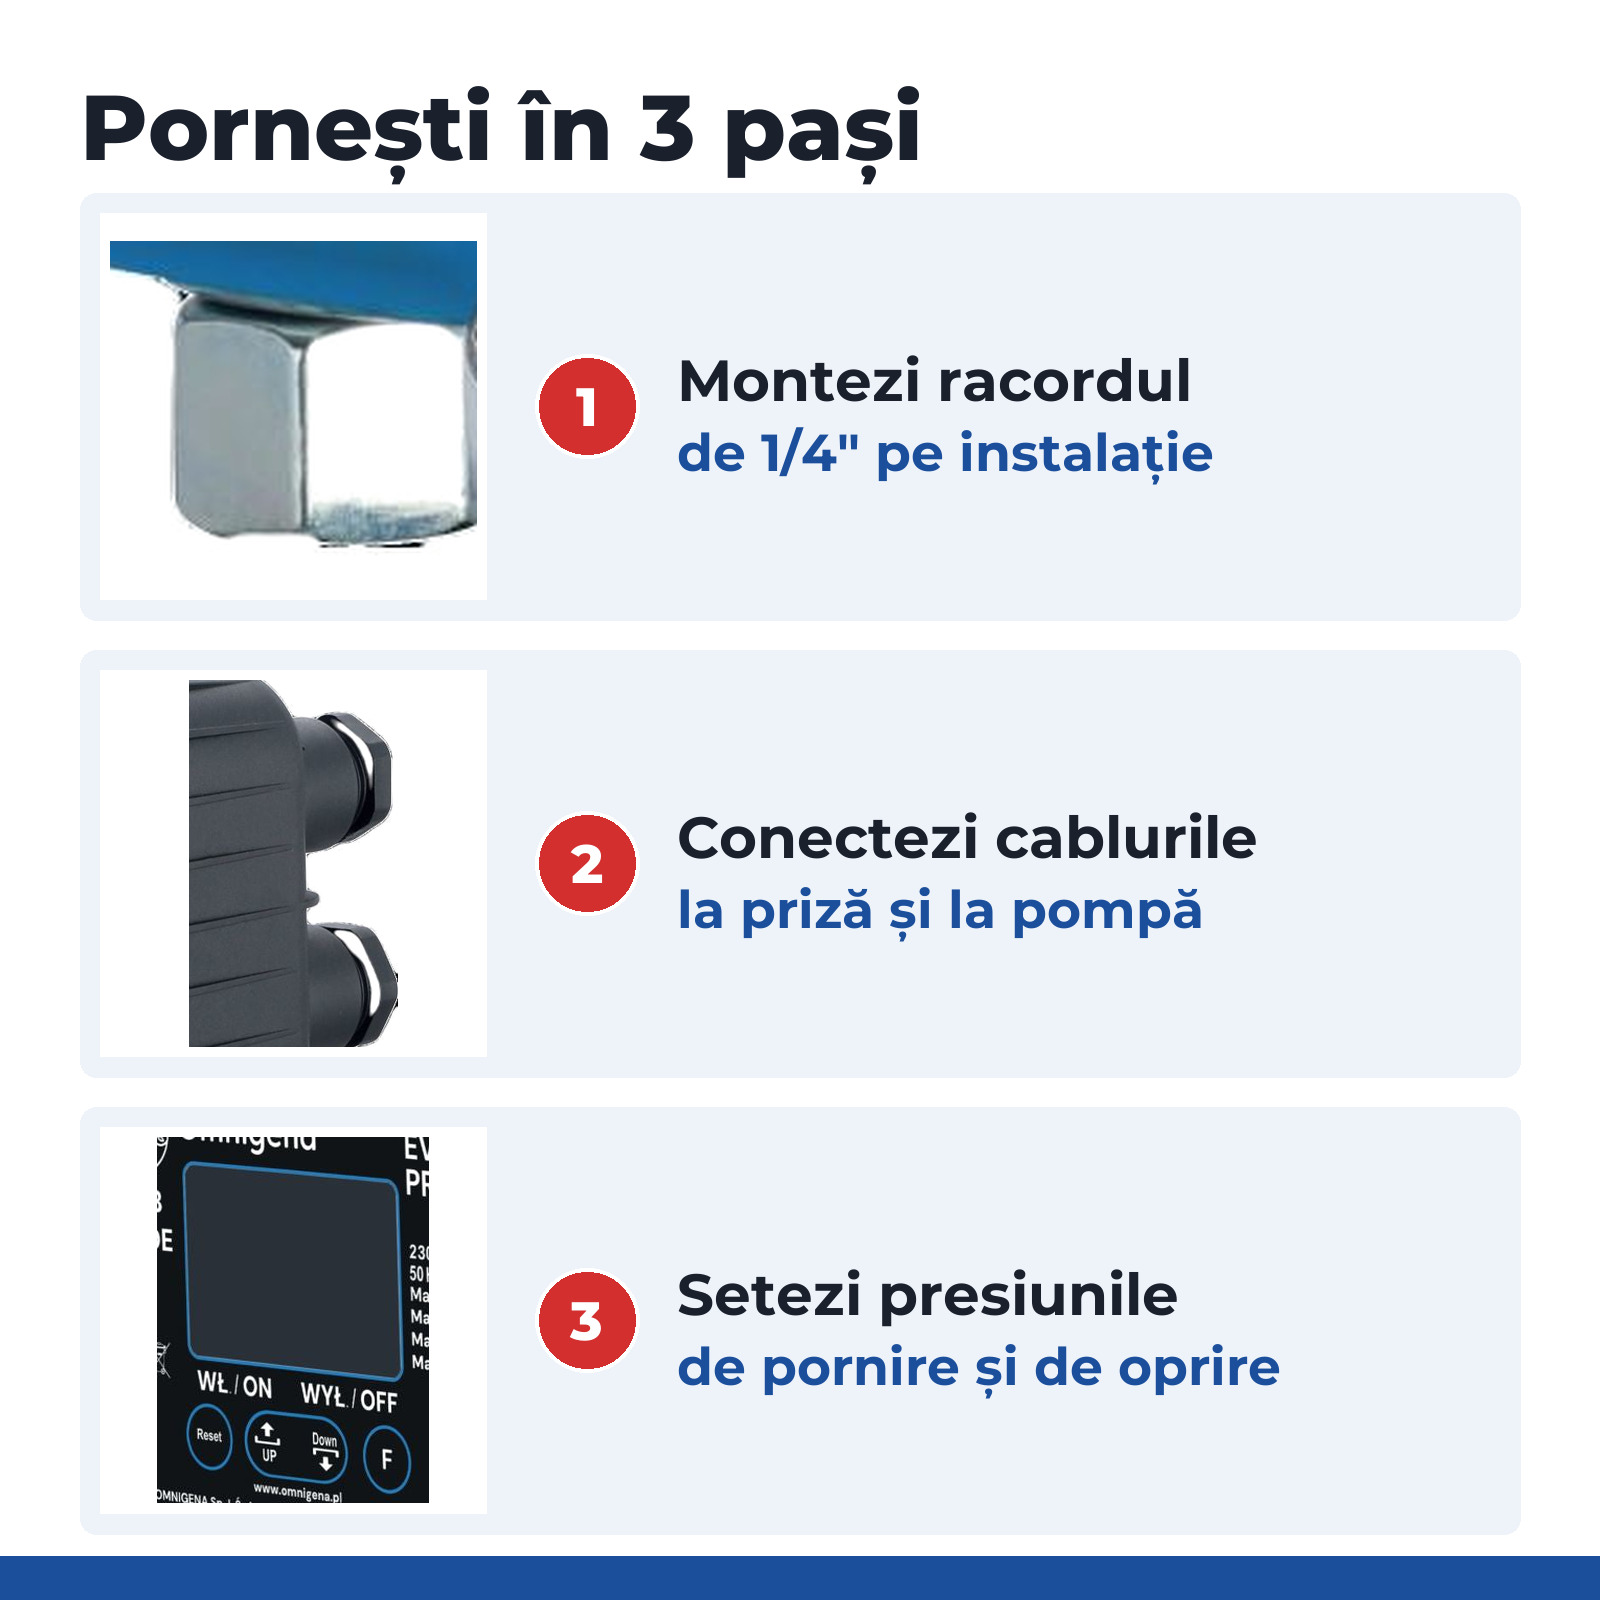 Pornești în 3 pași
1
Montezi racordul
de 1/4" pe instalație
2
Conectezi cablurile
la priză și la pompă
3
Setezi presiunile
de pornire și de oprire
WŁ./ON WYŁ./OFF
Reset
UP
Down
F
www.omnigena.pl
OMNIGENA